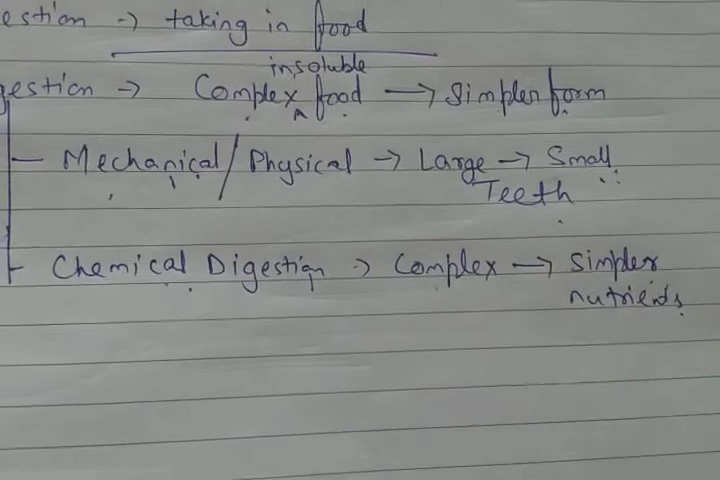 estion → taking in food
insoluble
gestion → Complex ^ food → Simpler form
- Mechanical/Physical → Large → Small
Teeth
- Chemical Digestion → Complex → Simpler
nutrients